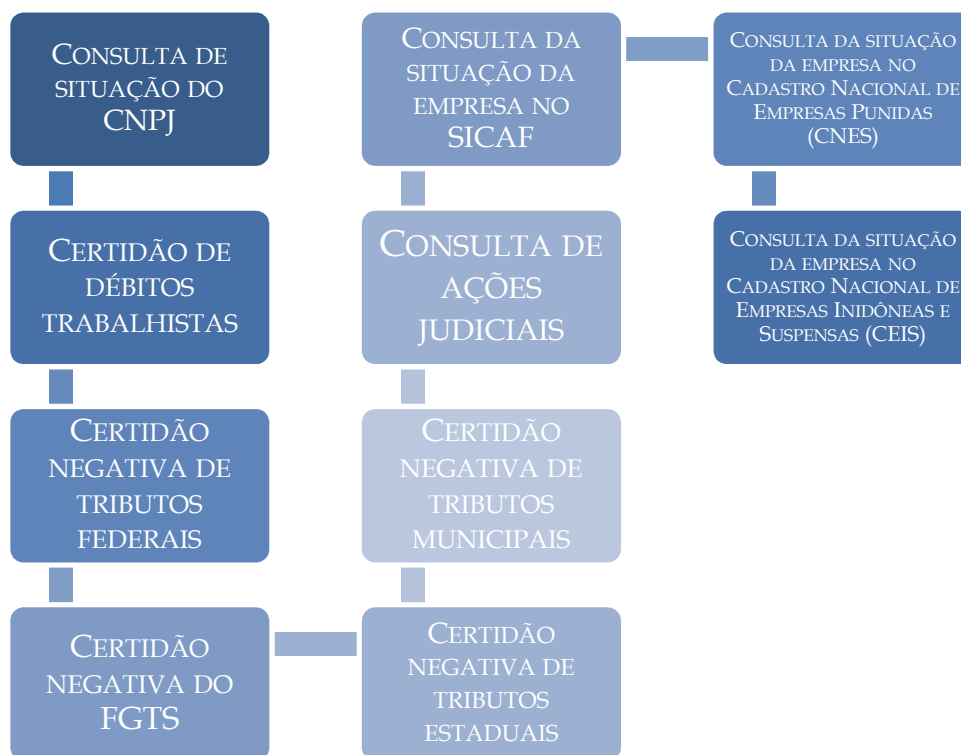 CONSULTA DE
SITUAÇÃO DO
CNPJ
CERTIDÃO DE
DÉBITOS
TRABALHISTAS
CERTIDÃO
NEGATIVA DE
TRIBUTOS
FEDERAIS
CERTIDÃO
NEGATIVA DO
FGTS
CERTIDÃO
NEGATIVA DE
TRIBUTOS
ESTADUAIS
CERTIDÃO
NEGATIVA DE
TRIBUTOS
MUNICIPAIS
CONSULTA DE
AÇÕES
JUDICIAIS
CONSULTA DA
SITUAÇÃO DA
EMPRESA NO
SICAF
CONSULTA DA SITUAÇÃO
DA EMPRESA NO
CADASTRO NACIONAL DE
EMPRESAS PUNIDAS
(CNES)
CONSULTA DA SITUAÇÃO
DA EMPRESA NO
CADASTRO NACIONAL DE
EMPRESAS INIDÔNEAS E
SUSPENSAS (CEIS)